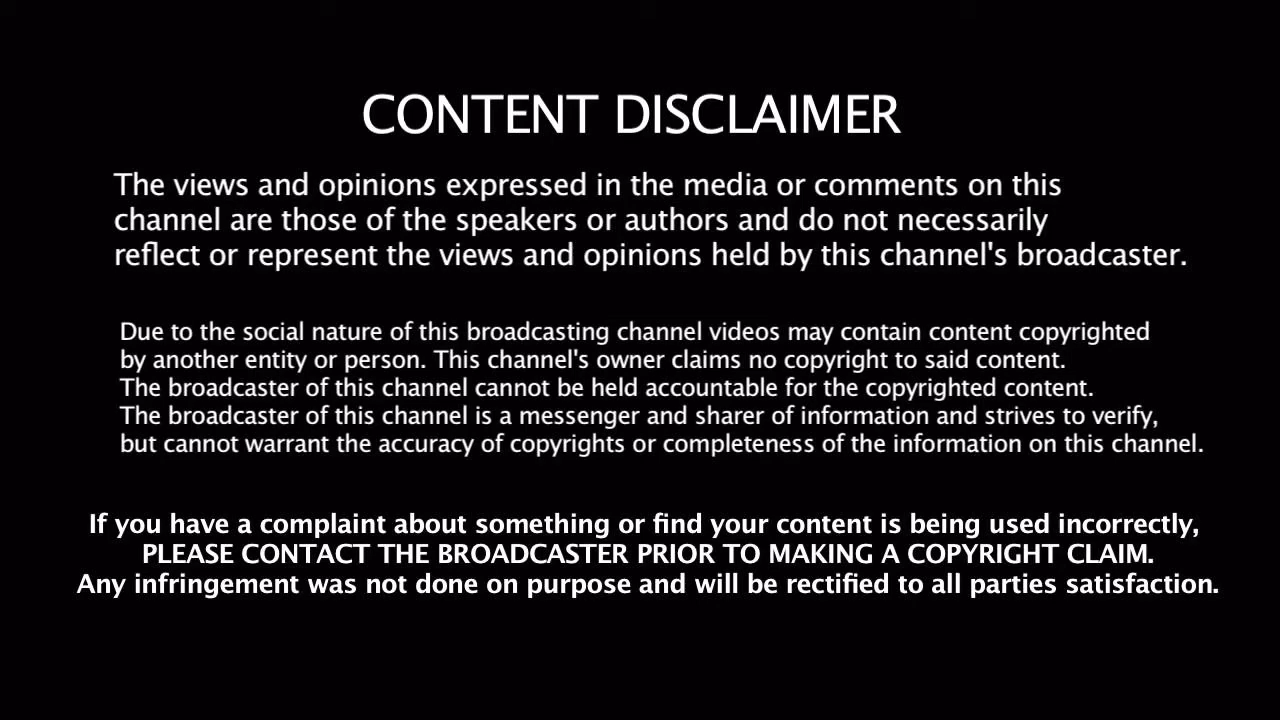 CONTENT DISCLAIMER
The views and opinions expressed in the media or comments on this
channel are those of the speakers or authors and do not necessarily
reflect or represent the views and opinions held by this channel's broadcaster.
Due to the social nature of this broadcasting channel videos may contain content copyrighted
by another entity or person. This channel's owner claims no copyright to said content.
The broadcaster of this channel cannot be held accountable for the copyrighted content.
The broadcaster of this channel is a messenger and sharer of information and strives to verify,
but cannot warrant the accuracy of copyrights or completeness of the information on this channel.
If you have a complaint about something or find your content is being used incorrectly,
PLEASE CONTACT THE BROADCASTER PRIOR TO MAKING A COPYRIGHT CLAIM.
Any infringement was not done on purpose and will be rectified to all parties satisfaction.